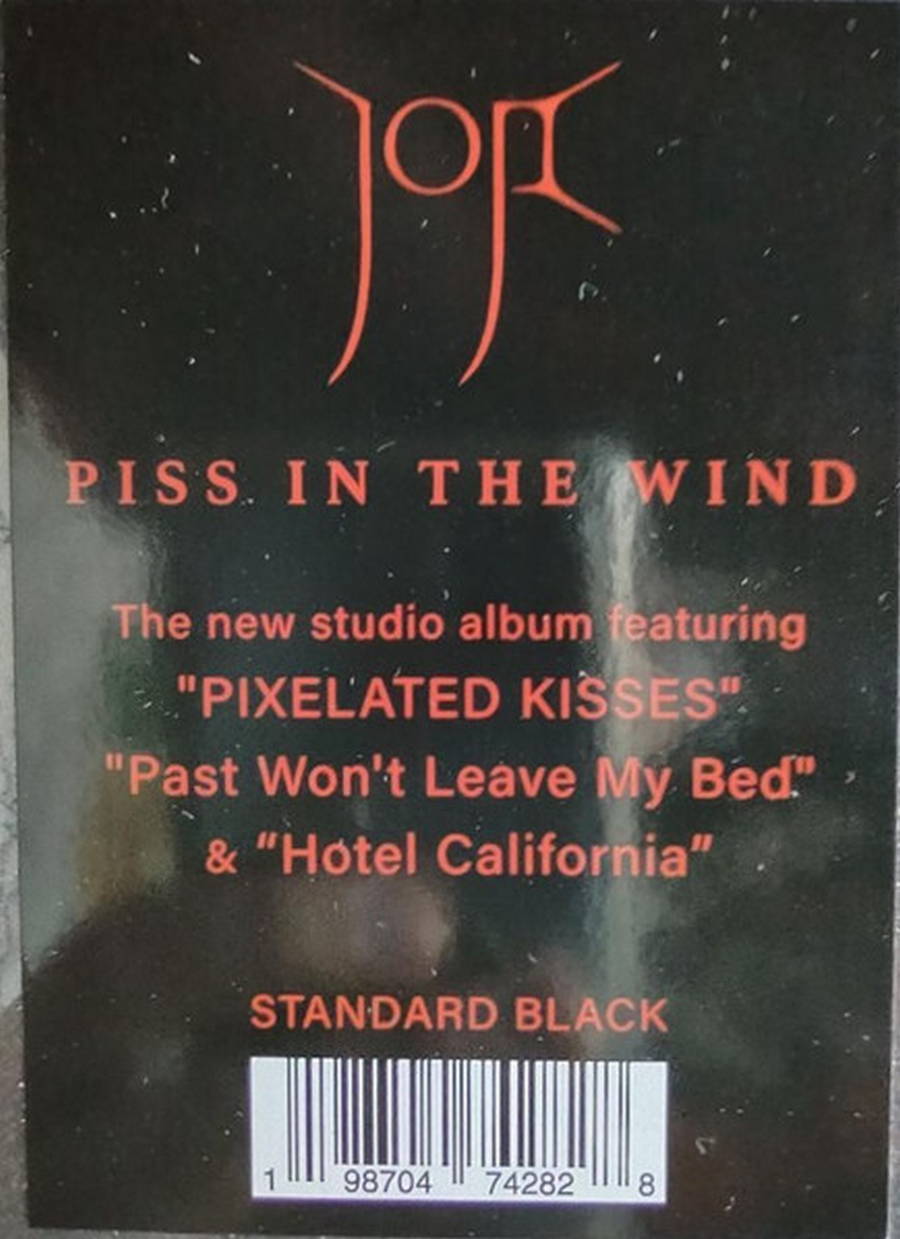 JOJI
PISS IN THE WIND
The new studio album featuring
"PIXELATED KISSES"
"Past Won't Leave My Bed"
& “Hotel California”
STANDARD BLACK
1 98704 74282 8